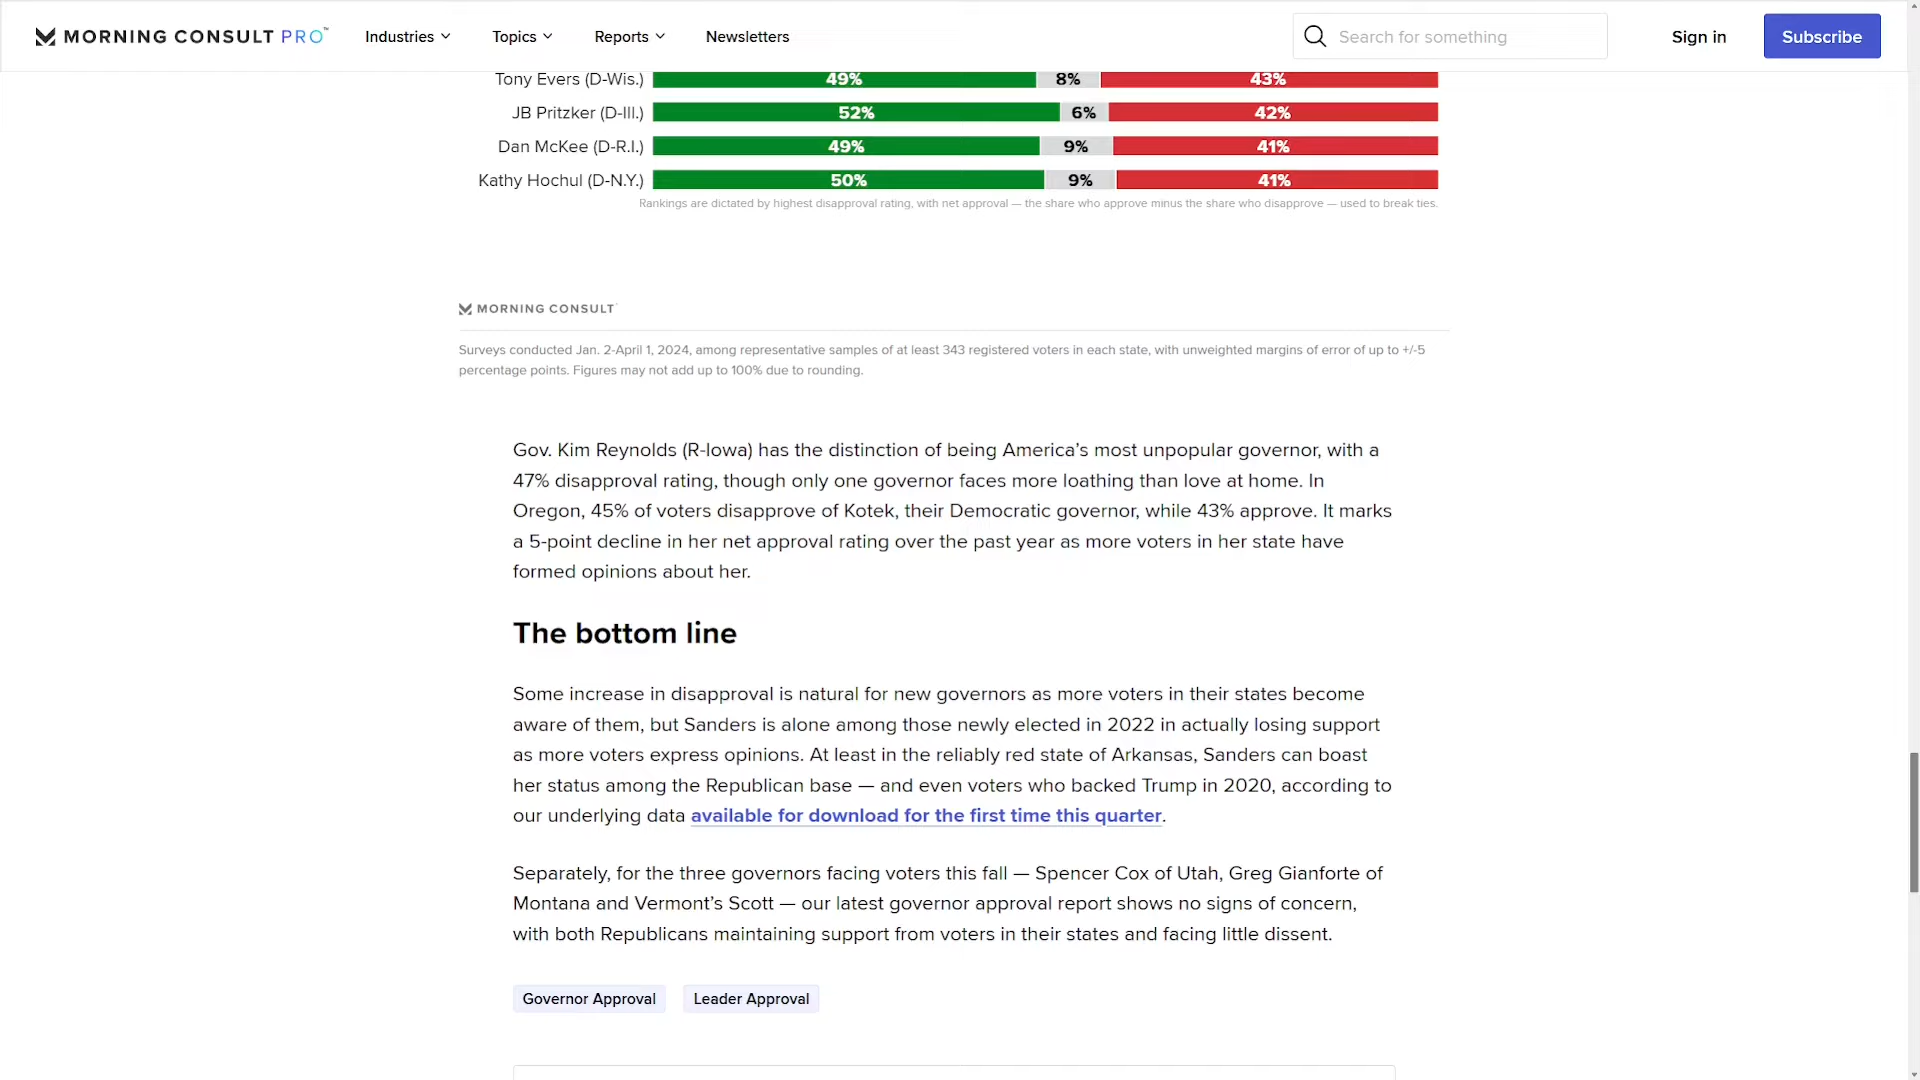 MORNING CONSULT PRO™ Industries Topics Reports Newsletters Search for something Sign in Subscribe
Tony Evers (D-Wis.) 49% 8% 43%
JB Pritzker (D-Ill.) 52% 6% 42%
Dan McKee (D-R.I.) 49% 9% 41%
Kathy Hochul (D-N.Y.) 50% 9% 41%
Rankings are dictated by highest disapproval rating, with net approval — the share who approve minus the share who disapprove — used to break ties.
MORNING CONSULT
Surveys conducted Jan. 2-April 1, 2024, among representative samples of at least 343 registered voters in each state, with unweighted margins of error of up to +/-5
percentage points. Figures may not add up to 100% due to rounding.
Gov. Kim Reynolds (R-Iowa) has the distinction of being America’s most unpopular governor, with a
47% disapproval rating, though only one governor faces more loathing than love at home. In
Oregon, 45% of voters disapprove of Kotek, their Democratic governor, while 43% approve. It marks
a 5-point decline in her net approval rating over the past year as more voters in her state have
formed opinions about her.
The bottom line
Some increase in disapproval is natural for new governors as more voters in their states become
aware of them, but Sanders is alone among those newly elected in 2022 in actually losing support
as more voters express opinions. At least in the reliably red state of Arkansas, Sanders can boast
her status among the Republican base — and even voters who backed Trump in 2020, according to
our underlying data available for download for the first time this quarter.
Separately, for the three governors facing voters this fall — Spencer Cox of Utah, Greg Gianforte of
Montana and Vermont’s Scott — our latest governor approval report shows no signs of concern,
with both Republicans maintaining support from voters in their states and facing little dissent.
Governor Approval Leader Approval